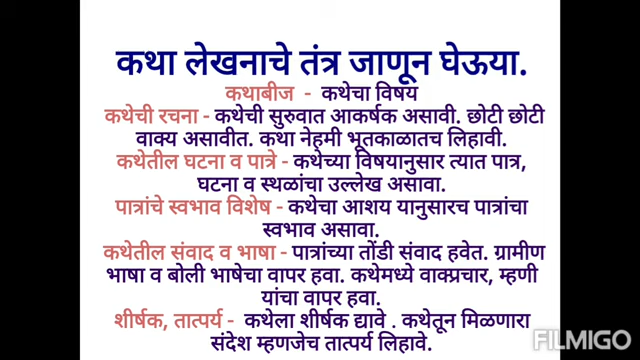 कथा लेखनाचे तंत्र जाणून घेऊया.
कथाबीज - कथेचा विषय
कथेची रचना - कथेची सुरुवात आकर्षक असावी. छोटी छोटी
वाक्य असावीत. कथा नेहमी भूतकाळातच लिहावी.
कथेतील घटना व पात्रे - कथेच्या विषयानुसार त्यात पात्र,
घटना व स्थळांचा उल्लेख असावा.
पात्रांचे स्वभाव विशेष - कथेचा आशय यानुसारच पात्रांचा
स्वभाव असावा.
कथेतील संवाद व भाषा - पात्रांच्या तोंडी संवाद हवेत. ग्रामीण
भाषा व बोली भाषेचा वापर हवा. कथेमध्ये वाक्प्रचार, म्हणी
यांचा वापर हवा.
शीर्षक, तात्पर्य - कथेला शीर्षक द्यावे . कथेतून मिळणारा
संदेश म्हणजेच तात्पर्य लिहावे.
FILMIGO